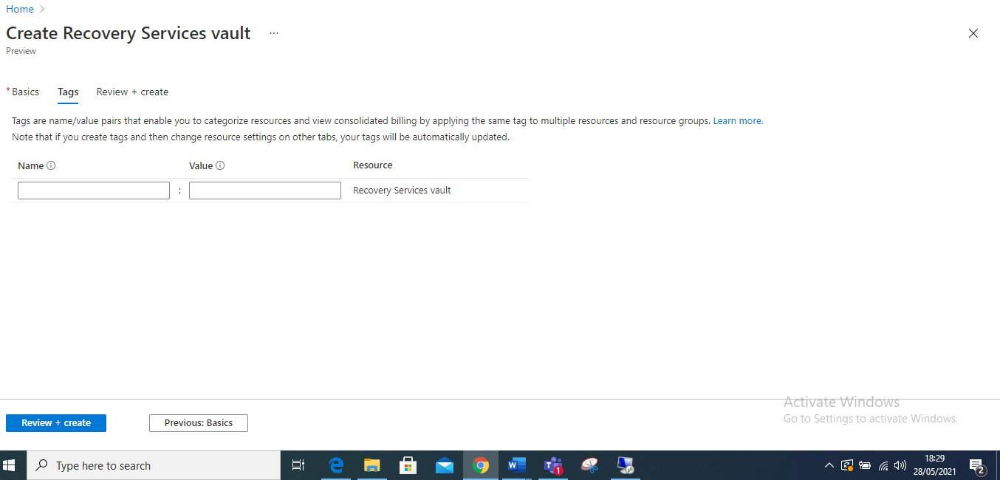 Home >
Create Recovery Services vault ...
Preview
* Basics Tags Review + create
Tags are name/value pairs that enable you to categorize resources and view consolidated billing by applying the same tag to multiple resources and resource groups. Learn more.
Note that if you create tags and then change resource settings on other tabs, your tags will be automatically updated.
Name Value Resource
: Recovery Services vault
Activate Windows
Go to Settings to activate Windows.
Review + create Previous: Basics
Type here to search
W
T 1
18:29
28/05/2021
2